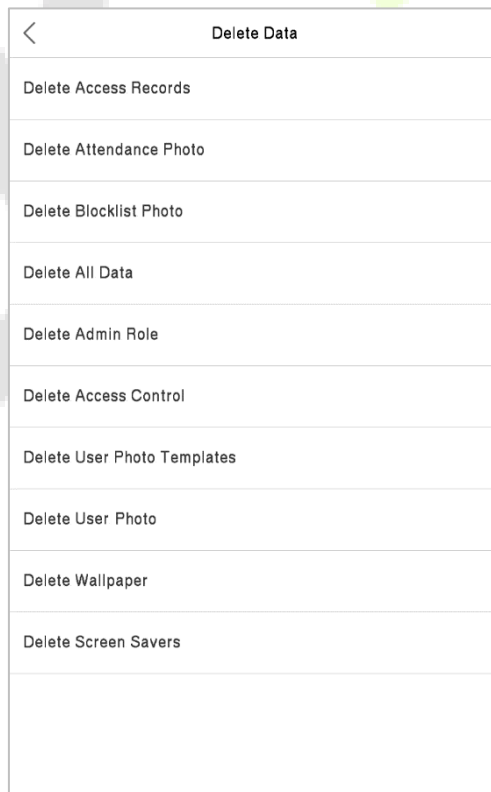 Delete Data
Delete Access Records
Delete Attendance Photo
Delete Blocklist Photo
Delete All Data
Delete Admin Role
Delete Access Control
Delete User Photo Templates
Delete User Photo
Delete Wallpaper
Delete Screen Savers